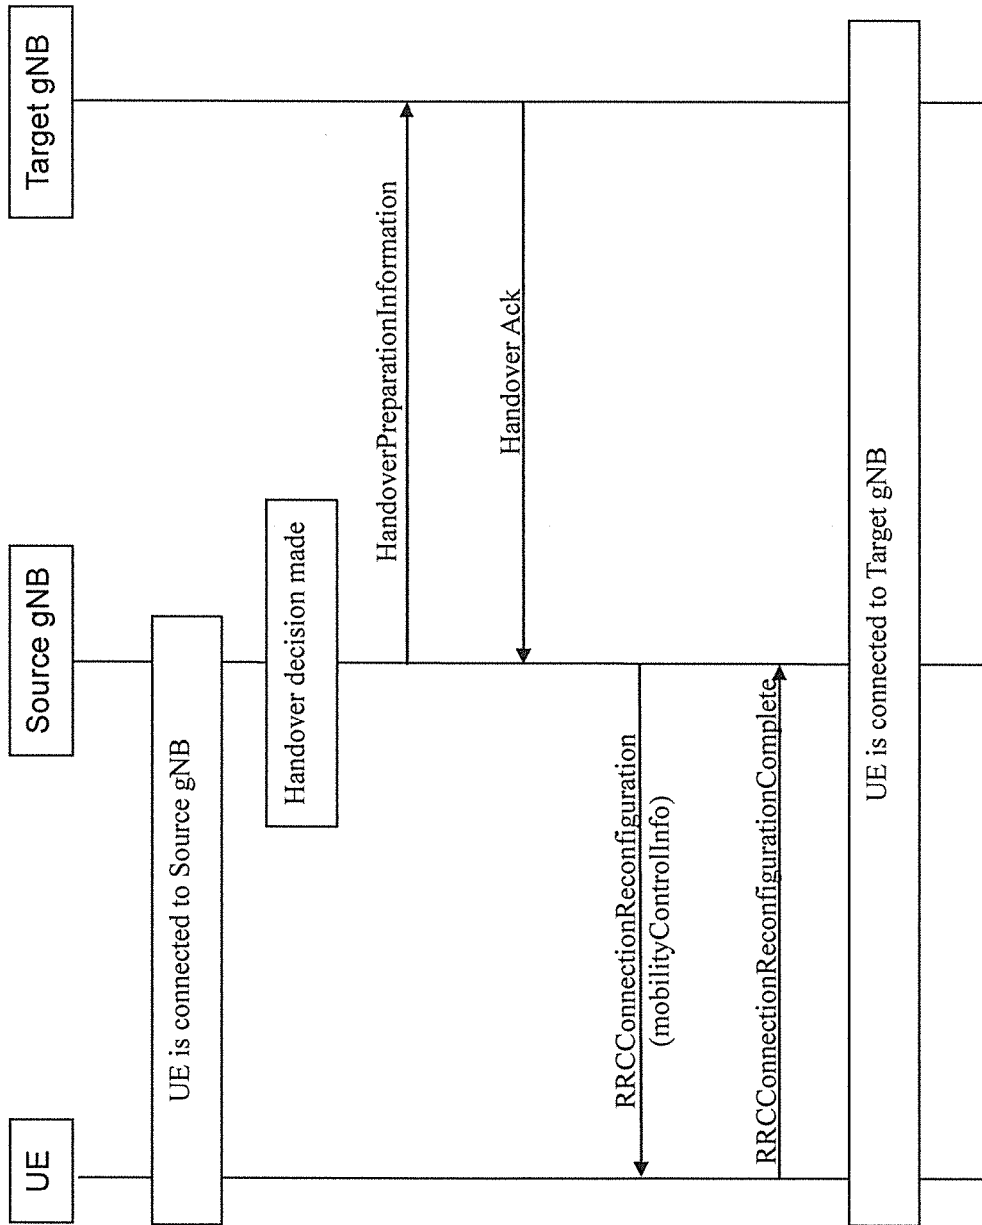 UE
Source gNB
Target gNB
UE is connected to Source gNB
Handover decision made
HandoverPreparationInformation
Handover Ack
RRCConnectionReconfiguration
(mobilityControlInfo)
RRCConnectionReconfigurationComplete
UE is connected to Target gNB